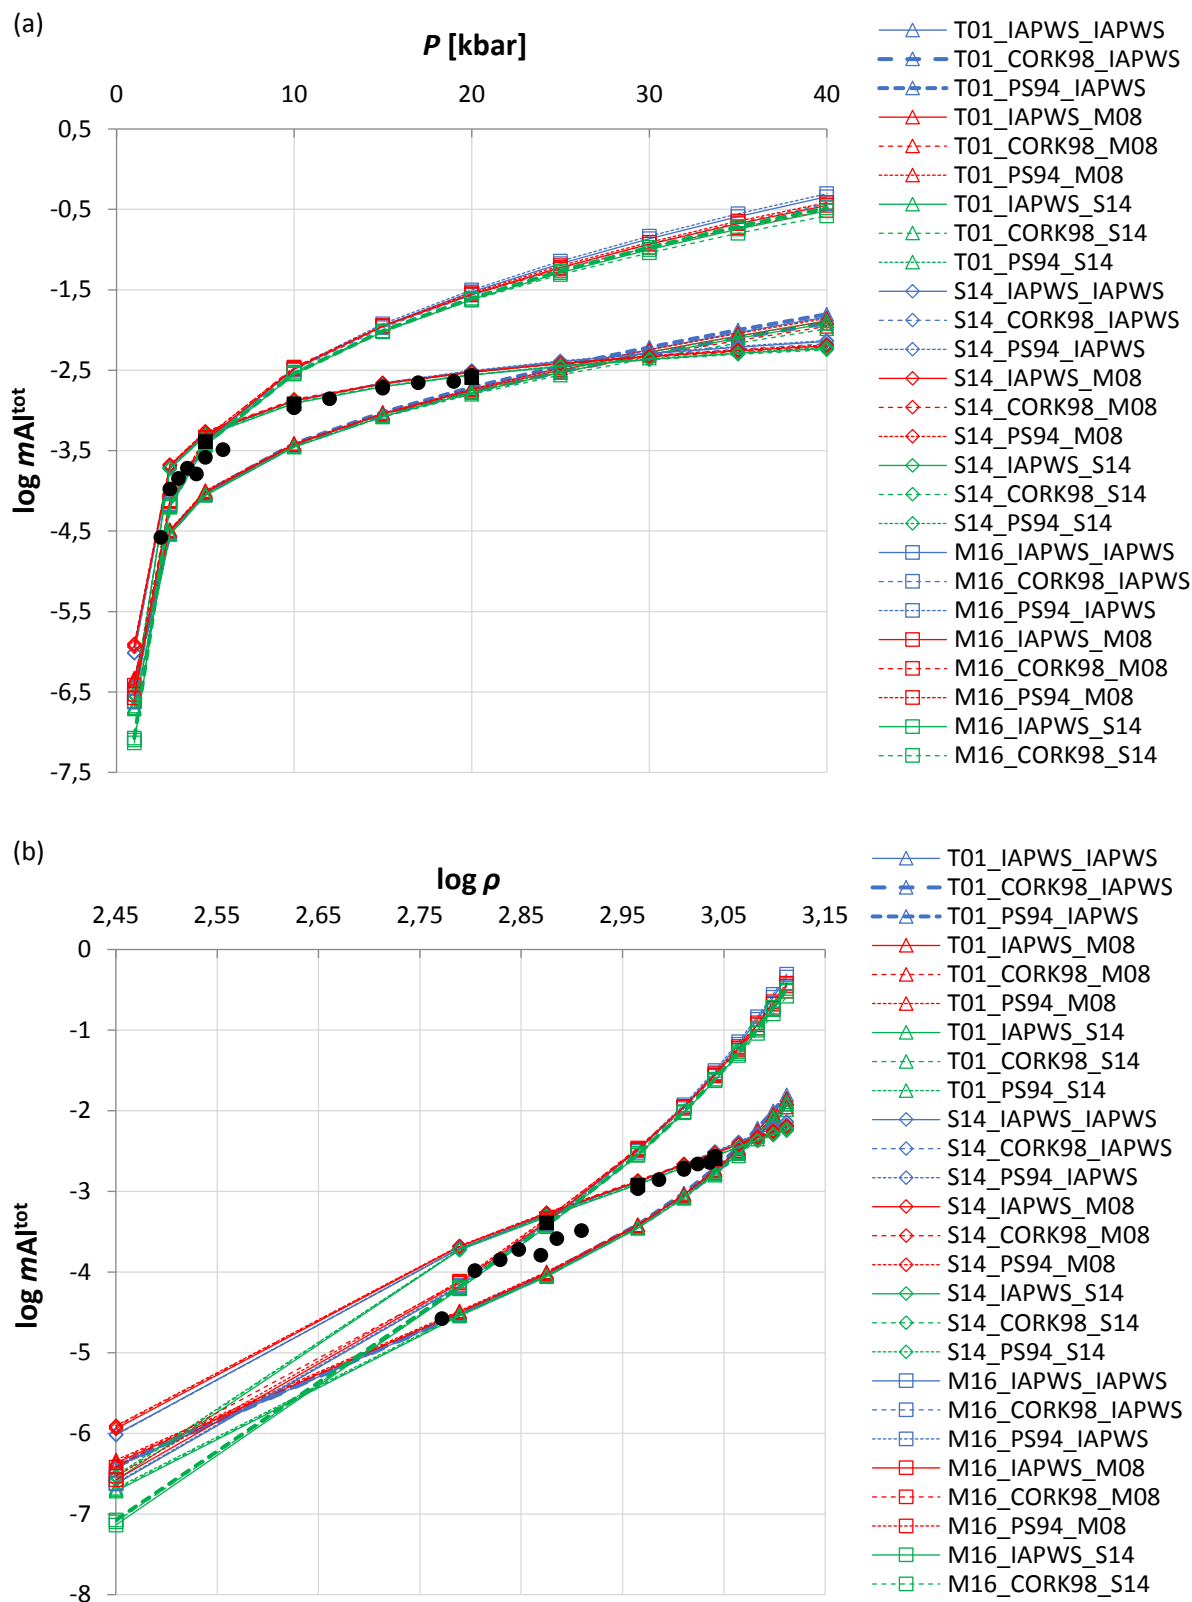 (a)
P [kbar]
0 10 20 30 40
0,5
-0,5
-1,5
-2,5
-3,5
-4,5
-5,5
-6,5
-7,5
log mAl^tot
T01_IAPWS_IAPWS
T01_CORK98_IAPWS
T01_PS94_IAPWS
T01_IAPWS_M08
T01_CORK98_M08
T01_PS94_M08
T01_IAPWS_S14
T01_CORK98_S14
T01_PS94_S14
S14_IAPWS_IAPWS
S14_CORK98_IAPWS
S14_PS94_IAPWS
S14_IAPWS_M08
S14_CORK98_M08
S14_PS94_M08
S14_IAPWS_S14
S14_CORK98_S14
S14_PS94_S14
M16_IAPWS_IAPWS
M16_CORK98_IAPWS
M16_PS94_IAPWS
M16_IAPWS_M08
M16_CORK98_M08
M16_PS94_M08
M16_IAPWS_S14
M16_CORK98_S14
(b)
log ρ
2,45 2,55 2,65 2,75 2,85 2,95 3,05 3,15
0
-1
-2
-3
-4
-5
-6
-7
-8
log mAl^tot
T01_IAPWS_IAPWS
T01_CORK98_IAPWS
T01_PS94_IAPWS
T01_IAPWS_M08
T01_CORK98_M08
T01_PS94_M08
T01_IAPWS_S14
T01_CORK98_S14
T01_PS94_S14
S14_IAPWS_IAPWS
S14_CORK98_IAPWS
S14_PS94_IAPWS
S14_IAPWS_M08
S14_CORK98_M08
S14_PS94_M08
S14_IAPWS_S14
S14_CORK98_S14
S14_PS94_S14
M16_IAPWS_IAPWS
M16_CORK98_IAPWS
M16_PS94_IAPWS
M16_IAPWS_M08
M16_CORK98_M08
M16_PS94_M08
M16_IAPWS_S14
M16_CORK98_S14